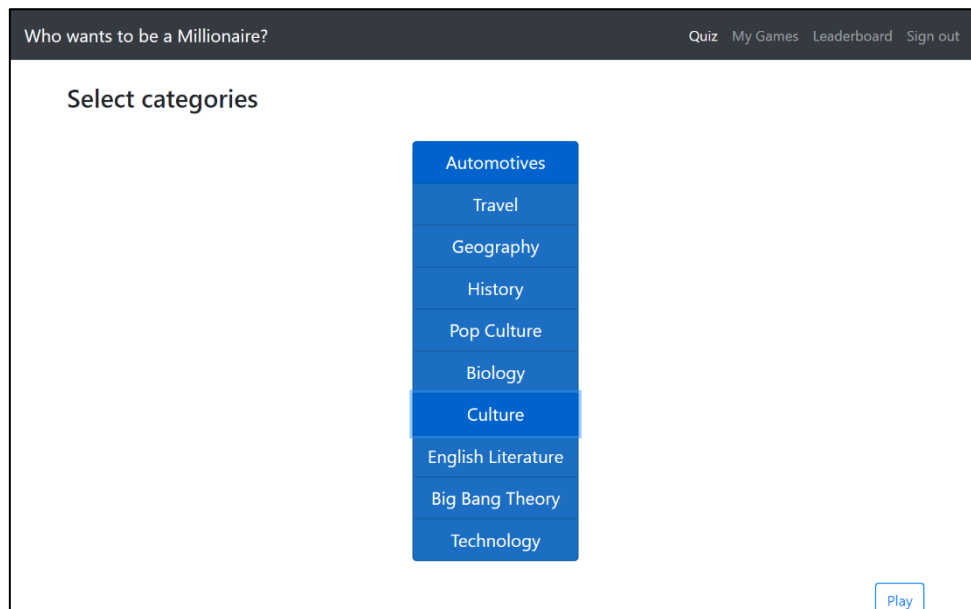 Who wants to be a Millionaire? Quiz My Games Leaderboard Sign out
Select categories
Automotives
Travel
Geography
History
Pop Culture
Biology
Culture
English Literature
Big Bang Theory
Technology
Play